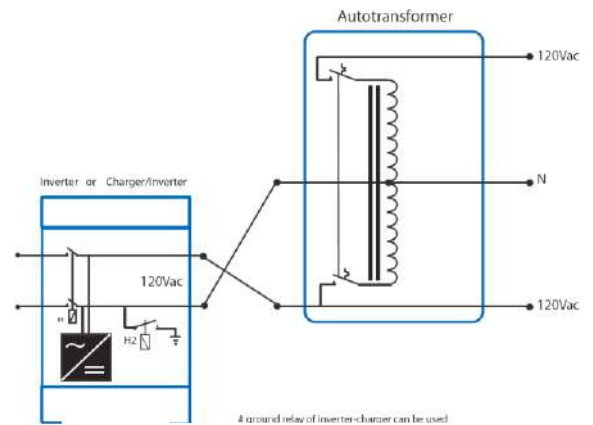 Autotransformer
120Vac
Inverter or Charger/Inverter
N
120Vac
H2
120Vac
# ground relay of inverter-charger can be used